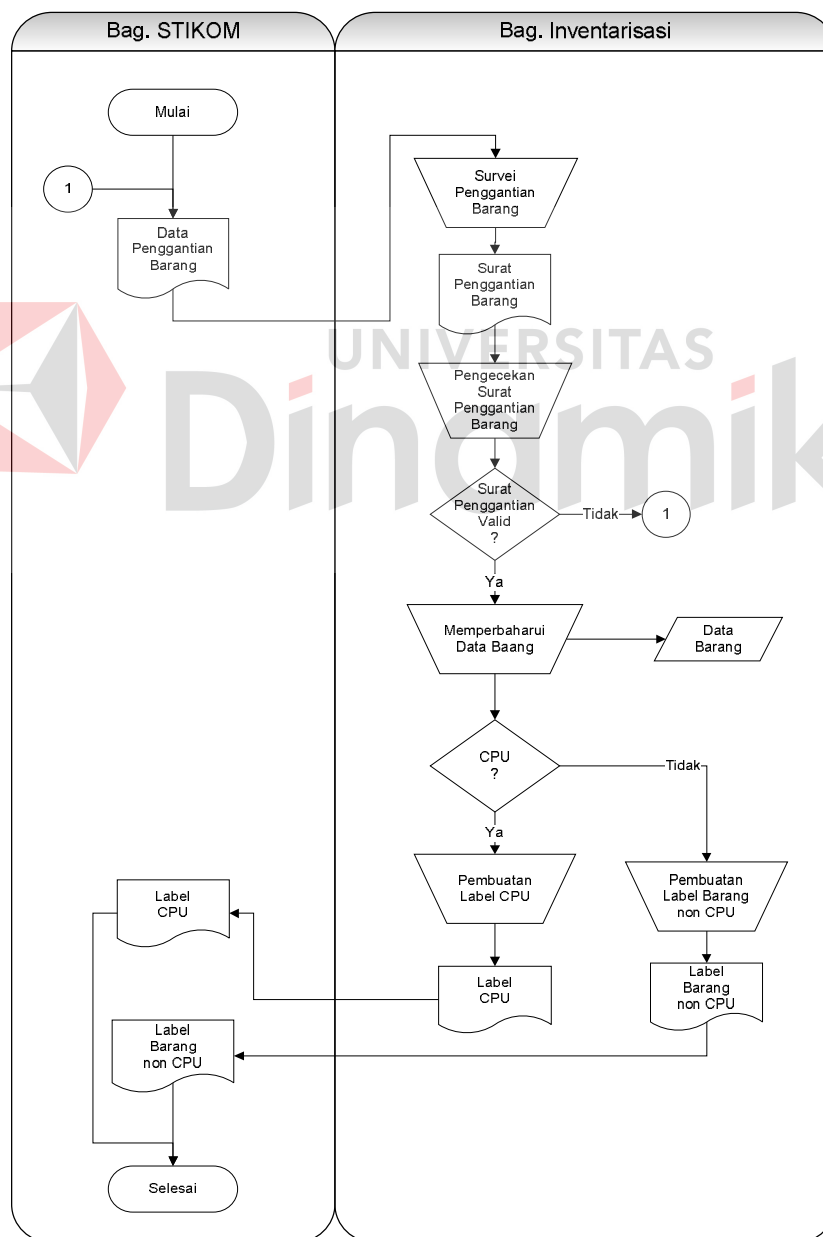 Bag. STIKOM
Bag. Inventarisasi
Mulai
1
Data
Penggantian
Barang
Survei
Penggantian
Barang
Surat
Penggantian
Barang
UNIVERSITAS
Dinamik
Pengecekan
Surat
Penggantian
Barang
Surat
Penggantian
Valid
?
Tidak
1
Ya
Memperbaharui
Data Baang
Data
Barang
CPU
?
Tidak
Ya
Pembuatan
Label CPU
Pembuatan
Label Barang
non CPU
Label
CPU
Label
CPU
Label
Barang
non CPU
Label
Barang
non CPU
Selesai